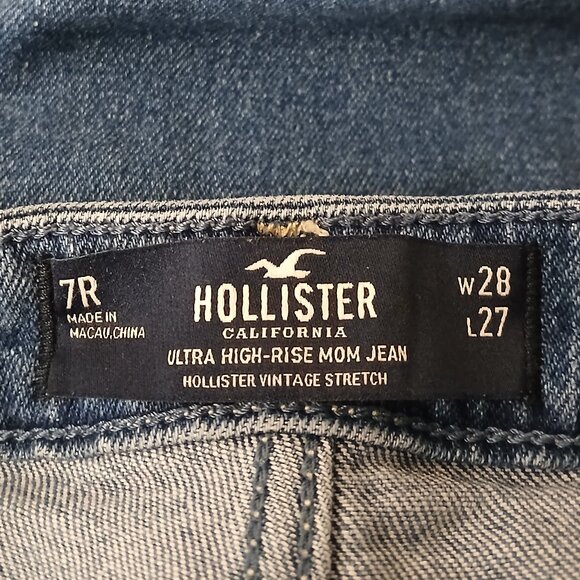 7R
MADE IN
MACAU,CHINA
HOLLISTER
CALIFORNIA
ULTRA HIGH-RISE MOM JEAN
HOLLISTER VINTAGE STRETCH
W28
L27